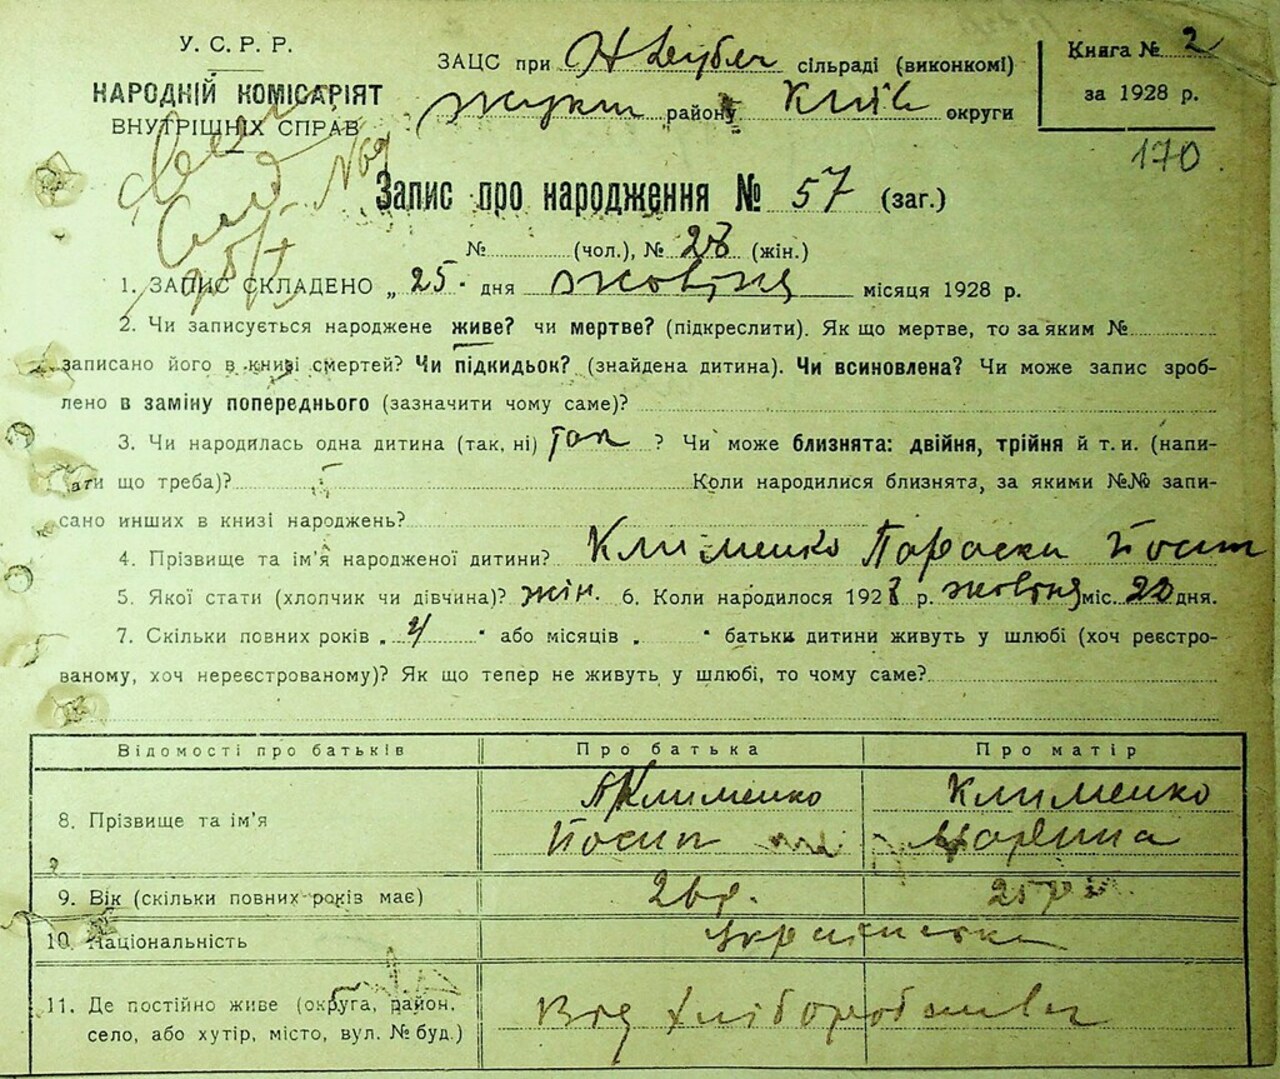 У. С. Р. Р.
НАРОДНІЙ КОМІСАРІЯТ
ВНУТРІШНІХ СПРАВ
ЗАЦС при сільраді (виконкомі)
району Київ округи
Книга № 2
за 1928 р.
170
№ 69
Запис про народження № 57 (заг.)
№ (чол.), № 28 (жін.)
1. ЗАПИС СКЛАДЕНО „ 25 " дня жовтня місяця 1928 р.
2. Чи записується народжене живе? чи мертве? (підкреслити). Як що мертве, то за яким №
записано його в книзі смертей? Чи підкидьок? (знайдена дитина). Чи всиновлена? Чи може запис зроб-
лено в заміну попереднього (зазначити чому саме)?
3. Чи народилась одна дитина (так, ні) так ? Чи може близнята: двійня, трійня й т. и. (напи-
сати що треба)? Коли народилися близнята, за якими №№ запи-
сано инших в книзі народжень?
4. Прізвище та ім'я народженої дитини? Клименко Параски Йосип
5. Якої стати (хлопчик чи дівчина)? жін. 6. Коли народилося 1928 р. жовтня міс. дня.
7. Скільки повних років „ 4 " або місяців „ " батьки дитини живуть у шлюбі (хоч реєстро-
ваному, хоч нереєстрованому)? Як що тепер не живуть у шлюбі, то чому саме?
Відомості про батьків Про батька Про матір
8. Прізвище та ім'я Клименко Клименко
Йосип Марина
9. Вік (скільки повних років має) 26 р. 25 р
10. Національність українська
11. Де постійно живе (округа, район,
село, або хутір, місто, вул. № буд.) Від хліборобства